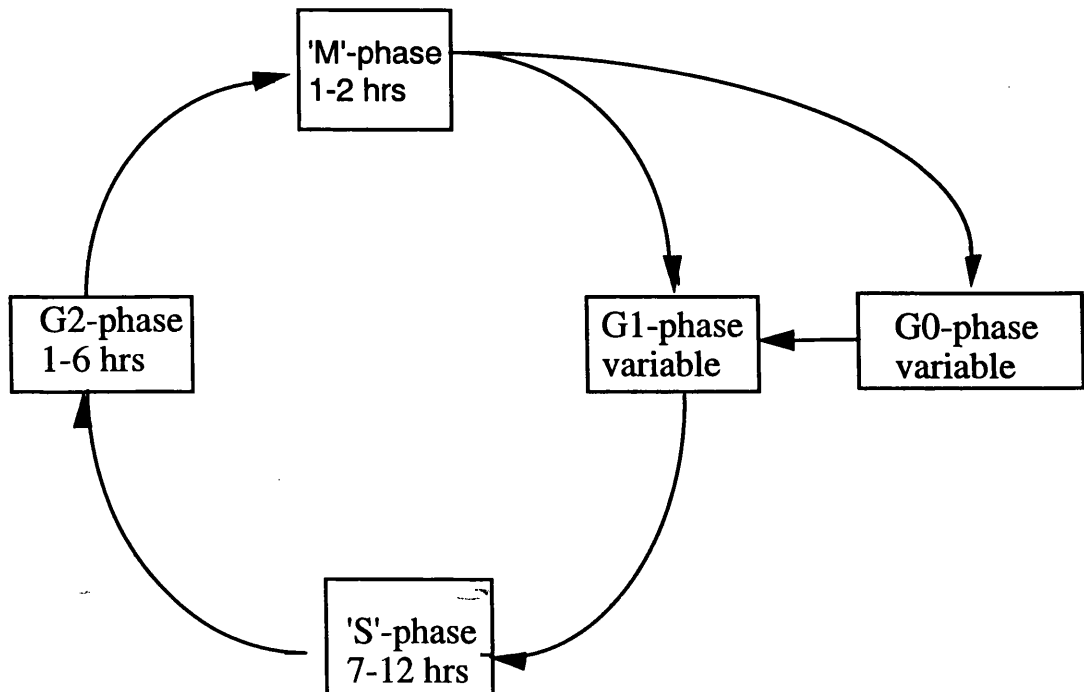 'M'-phase
1-2 hrs
G2-phase
1-6 hrs
G1-phase
variable
G0-phase
variable
'S'-phase
7-12 hrs